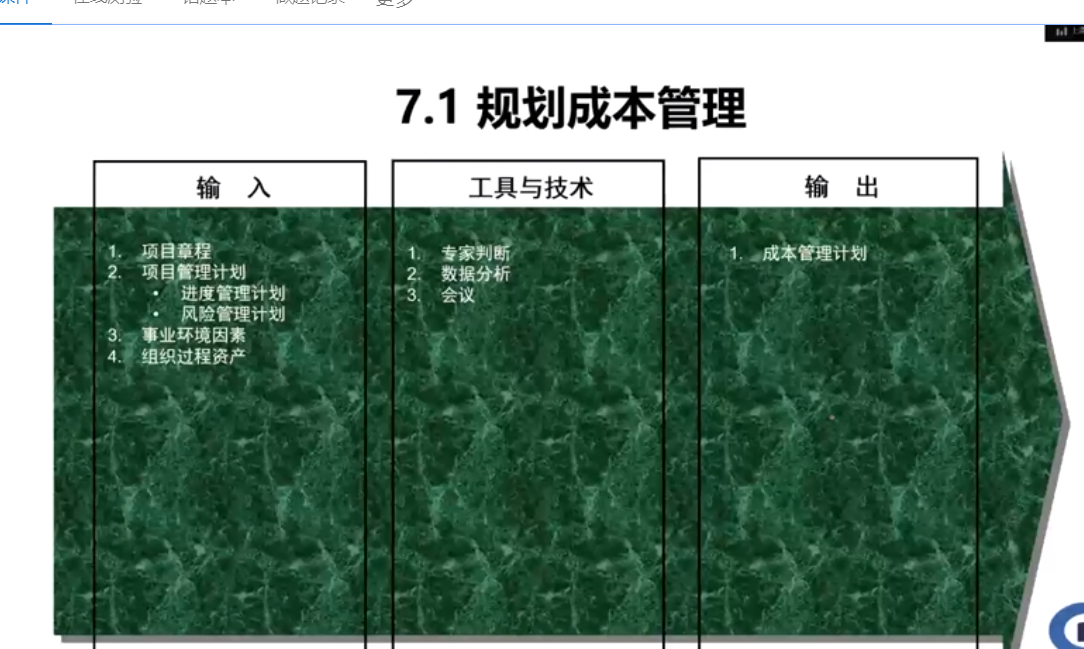 更多
7.1 规划成本管理
输 入
1. 项目章程
2. 项目管理计划
• 进度管理计划
• 风险管理计划
3. 事业环境因素
4. 组织过程资产
工具与技术
1. 专家判断
2. 数据分析
3. 会议
输 出
1. 成本管理计划